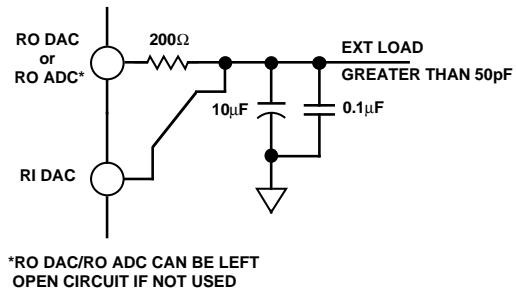 RO DAC
or
RO ADC*
200Ω
EXT LOAD
GREATER THAN 50pF
10µF
0.1µF
RI DAC
*RO DAC/RO ADC CAN BE LEFT
OPEN CIRCUIT IF NOT USED